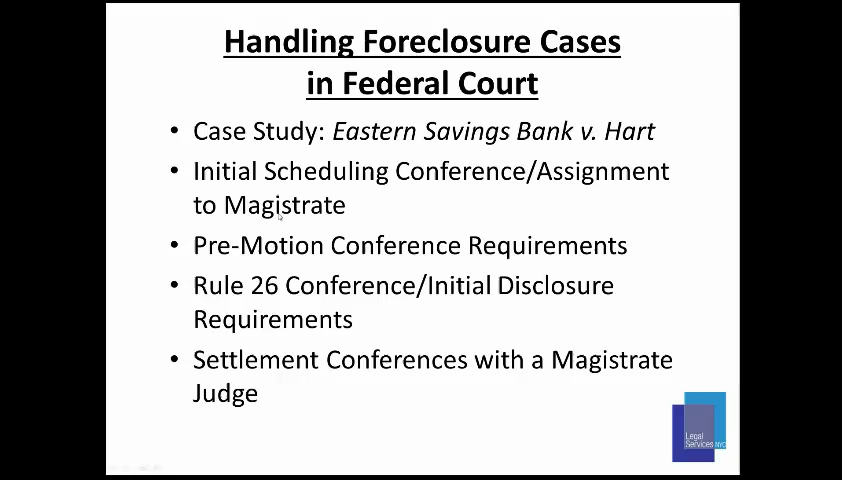 Handling Foreclosure Cases
in Federal Court
• Case Study: Eastern Savings Bank v. Hart
• Initial Scheduling Conference/Assignment
to Magistrate
• Pre-Motion Conference Requirements
• Rule 26 Conference/Initial Disclosure
Requirements
• Settlement Conferences with a Magistrate
Judge
Legal
Services NYC